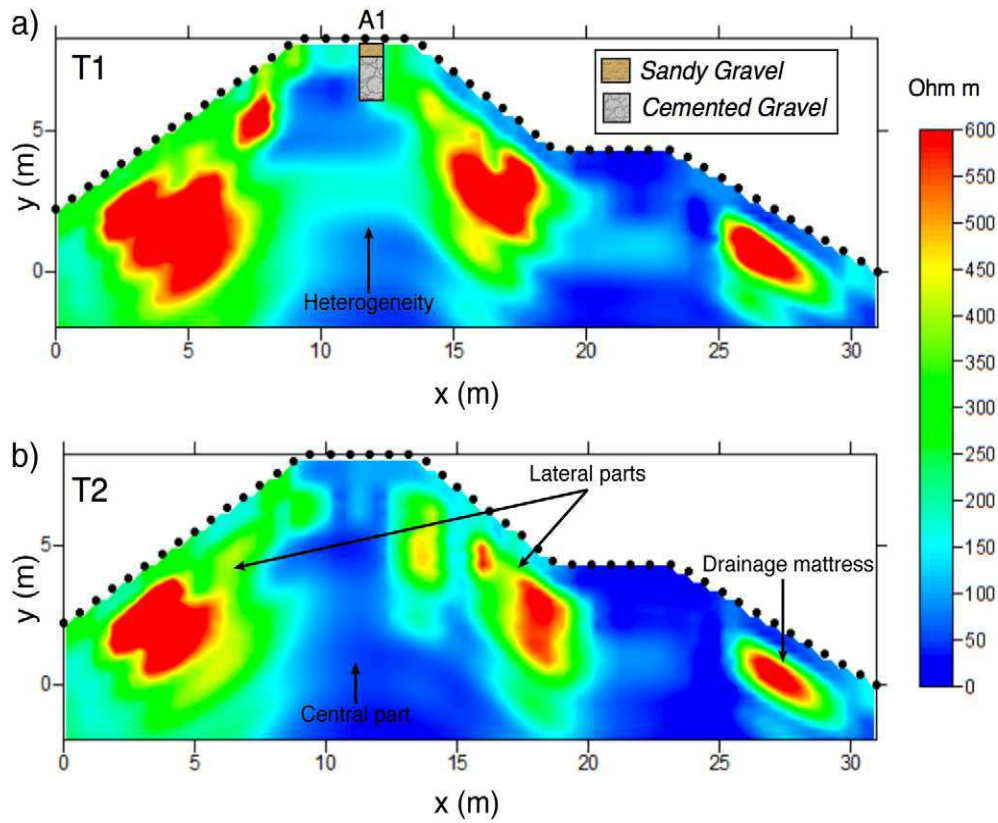 a)
T1
A1
Sandy Gravel
Cemented Gravel
Heterogeneity
y (m)
5
0
0
5
10
15
20
25
30
x (m)
Ohm m
600
550
500
450
400
350
300
250
200
150
100
50
0
b)
T2
Lateral parts
Drainage mattress
Central part
y (m)
5
0
0
5
10
15
20
25
30
x (m)